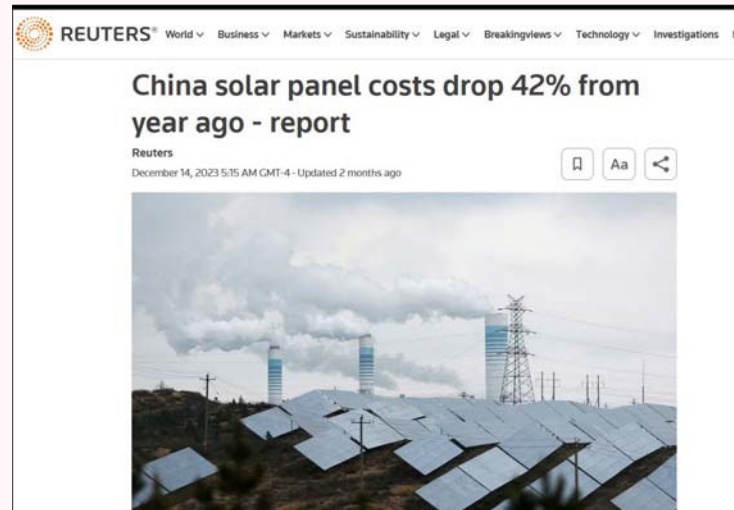 REUTERS® World Business Markets Sustainability Legal Breakingviews Technology Investigations
China solar panel costs drop 42% from
year ago - report
Reuters
December 14, 2023 5:15 AM GMT-4 · Updated 2 months ago
Aa